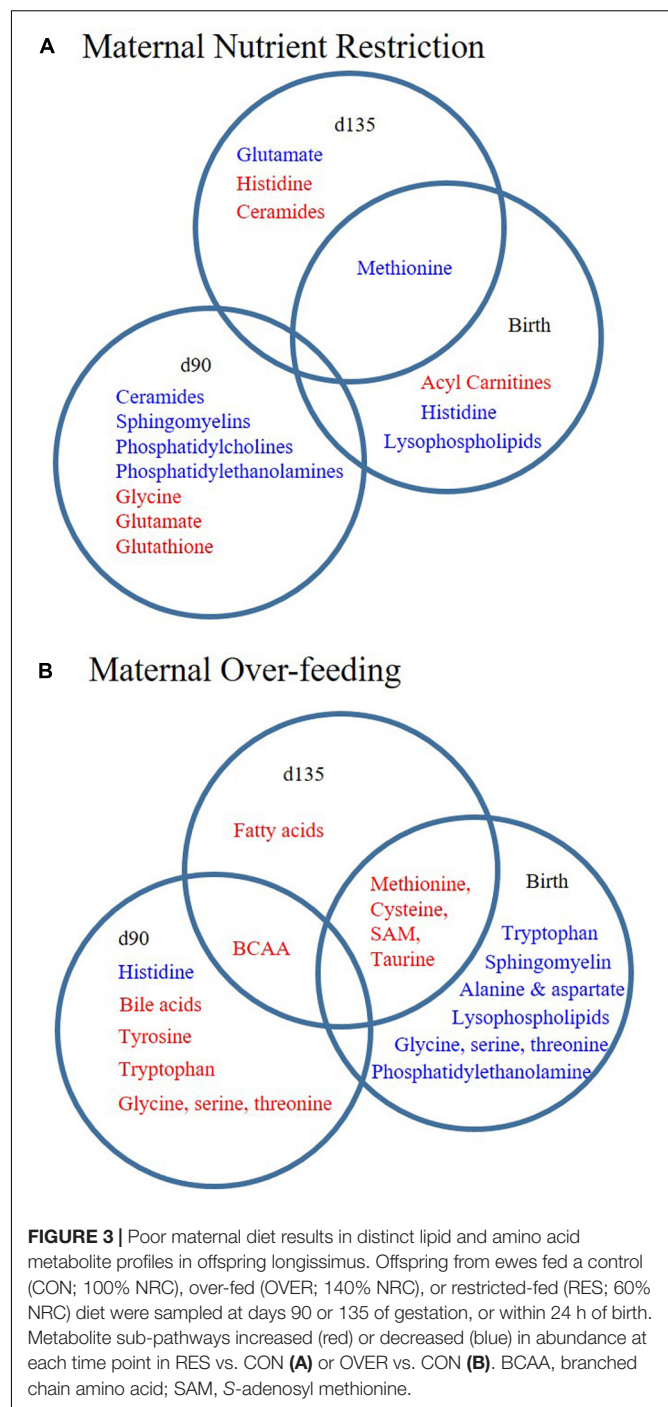 A Maternal Nutrient Restriction
d135
Glutamate
Histidine
Ceramides
Methionine
Birth
Acyl Carnitines
Histidine
Lysophospholipids
d90
Ceramides
Sphingomyelins
Phosphatidylcholines
Phosphatidylethanolamines
Glycine
Glutamate
Glutathione
B Maternal Over-feeding
d135
Fatty acids
Methionine,
Cysteine,
SAM,
Taurine
Birth
Tryptophan
Sphingomyelin
Alanine & aspartate
Lysophospholipids
Glycine, serine, threonine
Phosphatidylethanolamine
d90
BCAA
Histidine
Bile acids
Tyrosine
Tryptophan
Glycine, serine, threonine
FIGURE 3 | Poor maternal diet results in distinct lipid and amino acid
metabolite profiles in offspring longissimus. Offspring from ewes fed a control
(CON; 100% NRC), over-fed (OVER; 140% NRC), or restricted-fed (RES; 60%
NRC) diet were sampled at days 90 or 135 of gestation, or within 24 h of birth.
Metabolite sub-pathways increased (red) or decreased (blue) in abundance at
each time point in RES vs. CON (A) or OVER vs. CON (B). BCAA, branched
chain amino acid; SAM, S-adenosyl methionine.